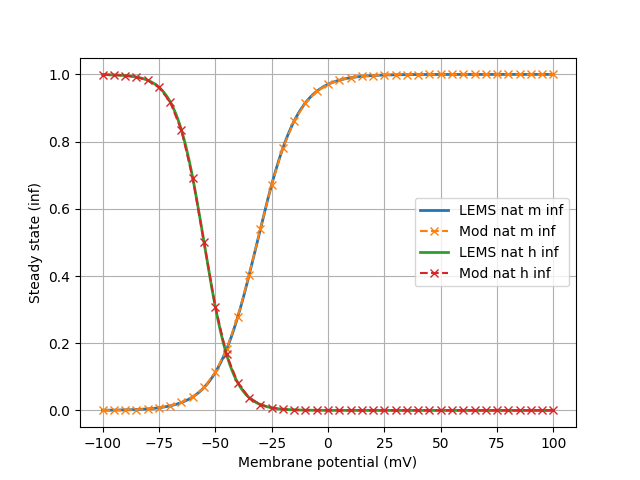 1.0
0.8
0.6
0.4
0.2
0.0
Steady state (inf)
LEMS nat m inf
Mod nat m inf
LEMS nat h inf
Mod nat h inf
−100 −75 −50 −25 0 25 50 75 100
Membrane potential (mV)